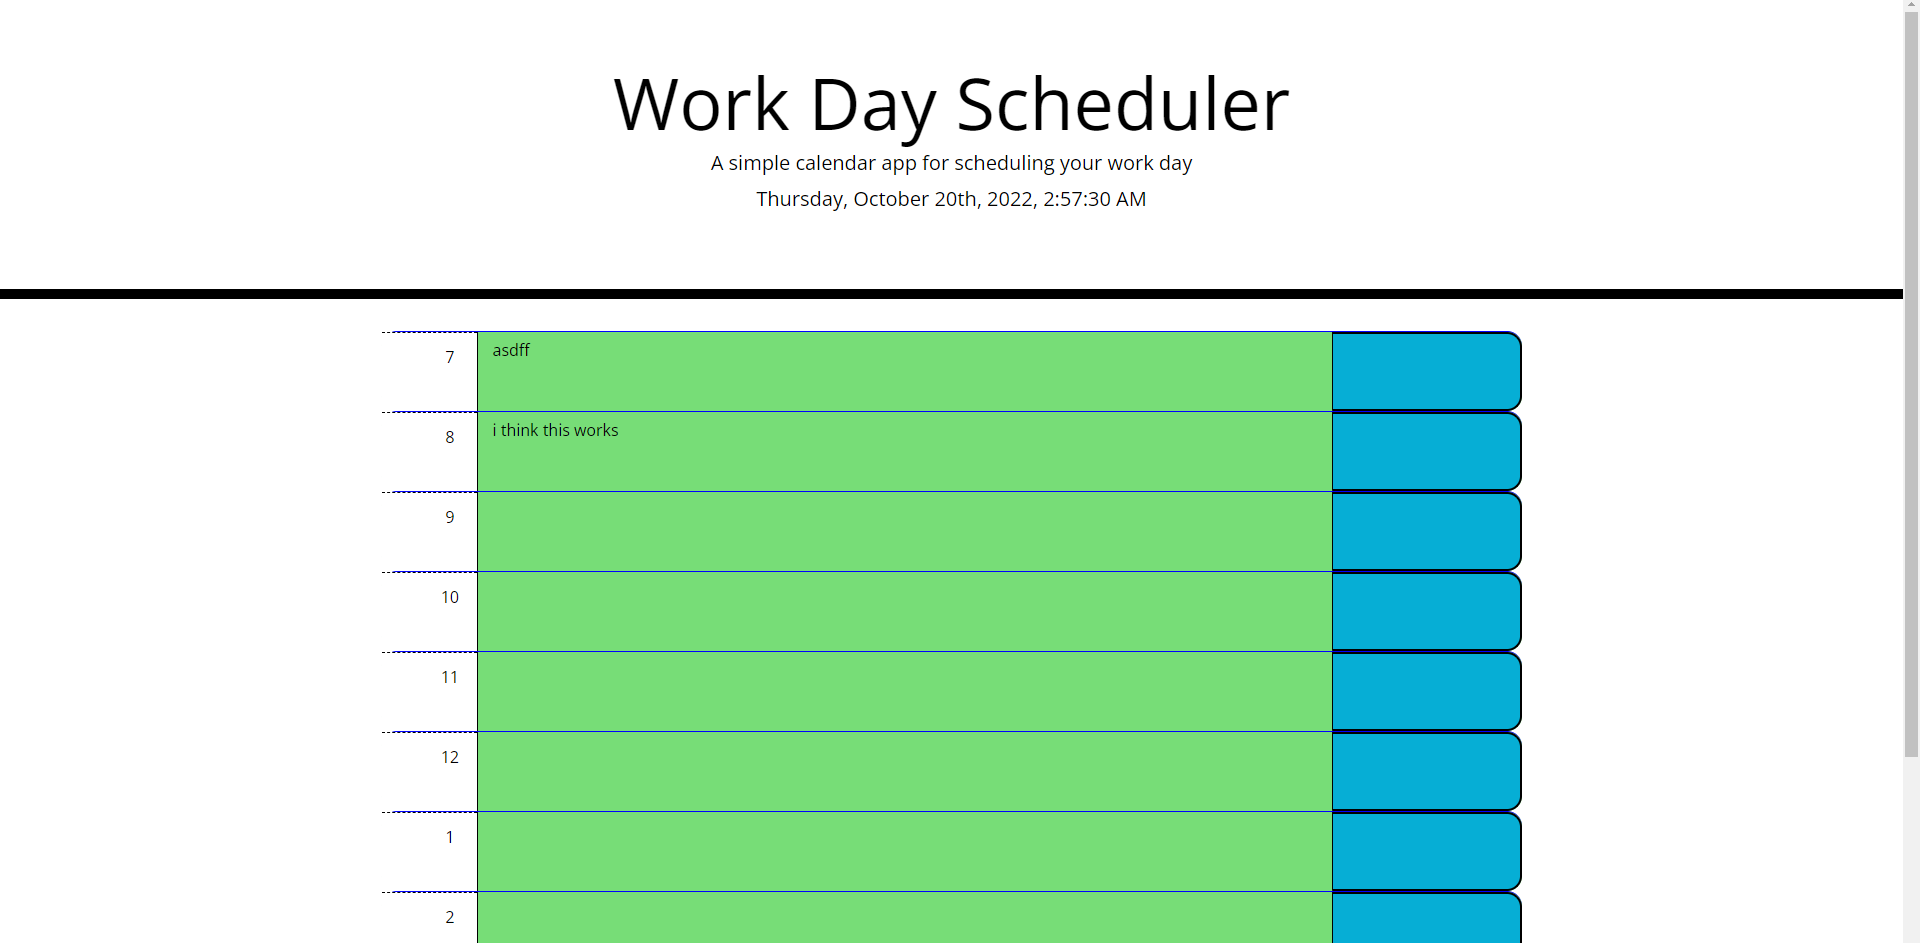 Work Day Scheduler
A simple calendar app for scheduling your work day
Thursday, October 20th, 2022, 2:57:30 AM
7
asdff
8
i think this works
9
10
11
12
1
2